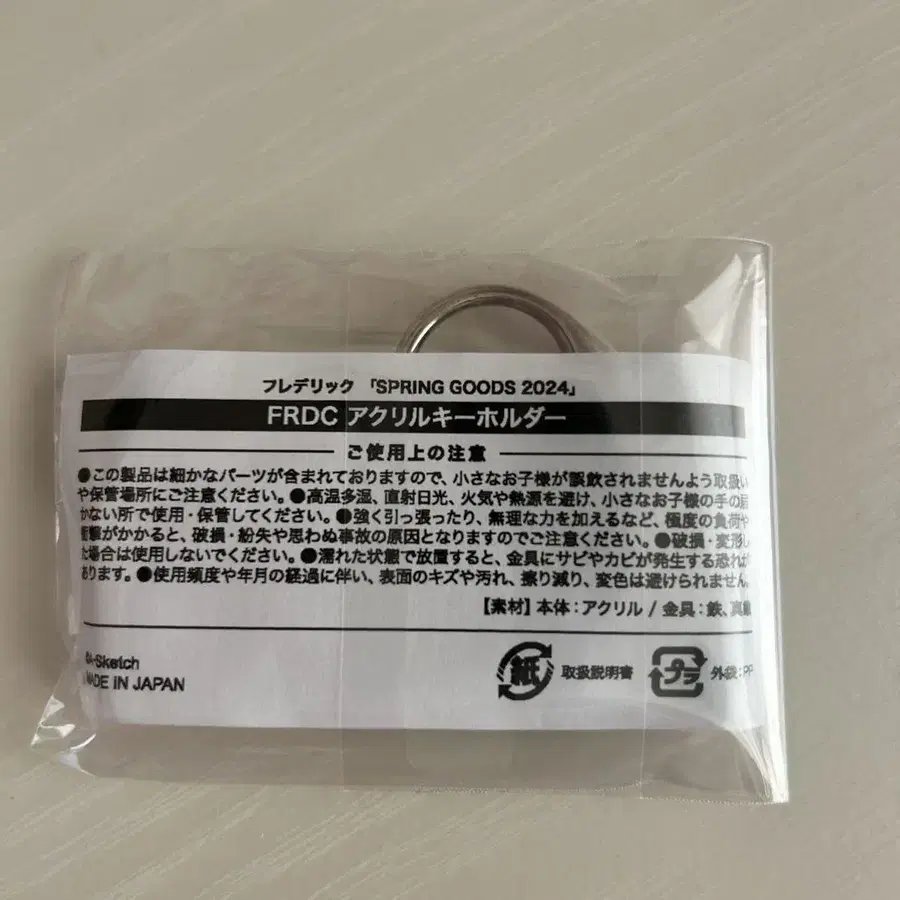 フレデリック 「SPRING GOODS 2024」
FRDC アクリルキーホルダー
ご使用上の注意
●この製品は細かなパーツが含まれておりますので、小さなお子様が誤飲されませんよう取扱い
や保管場所にご注意ください。●高温多湿、直射日光、火気や熱源を避け、小さなお子様の手の届
かない所で使用・保管してください。●強く引っ張ったり、無理な力を加えるなど、極度の負荷や
衝撃がかかると、破損・紛失や思わぬ事故の原因となりますのでご注意ください。●破損・変形し
た場合は使用しないでください。●濡れた状態で放置すると、金具にサビやカビが発生する恐れが
あります。●使用頻度や年月の経過に伴い、表面のキズや汚れ、擦り減り、変色は避けられません。
【素材】本体：アクリル / 金具：鉄、真鍮
©A-Sketch
MADE IN JAPAN
紙 取扱説明書 プラ 外袋：PP